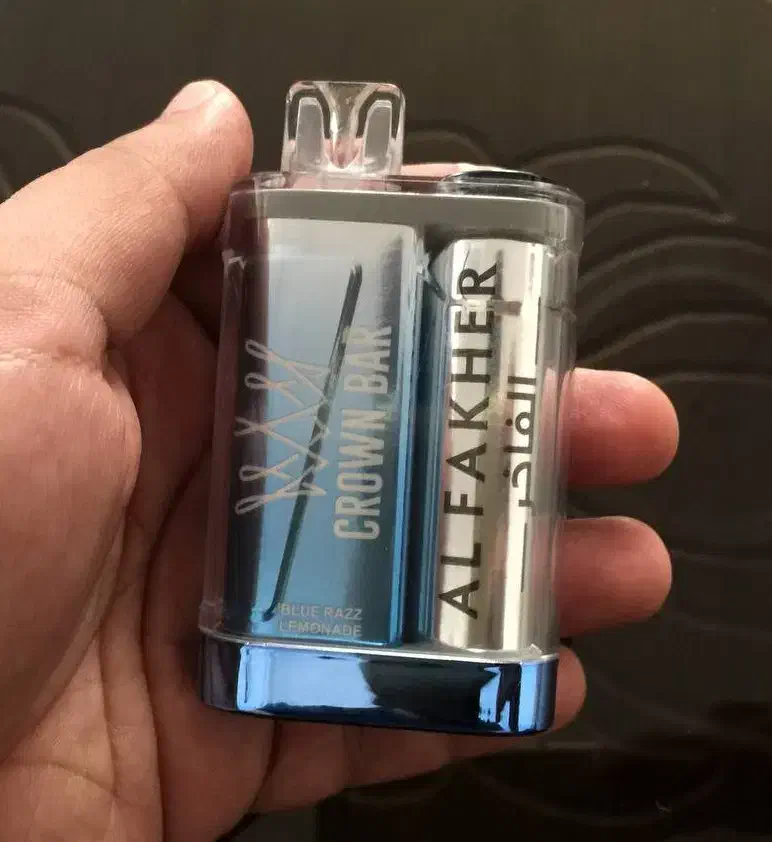 CROWN BAR
BLUE RAZZ
LEMONADE
AL FAKHER
الفاخر